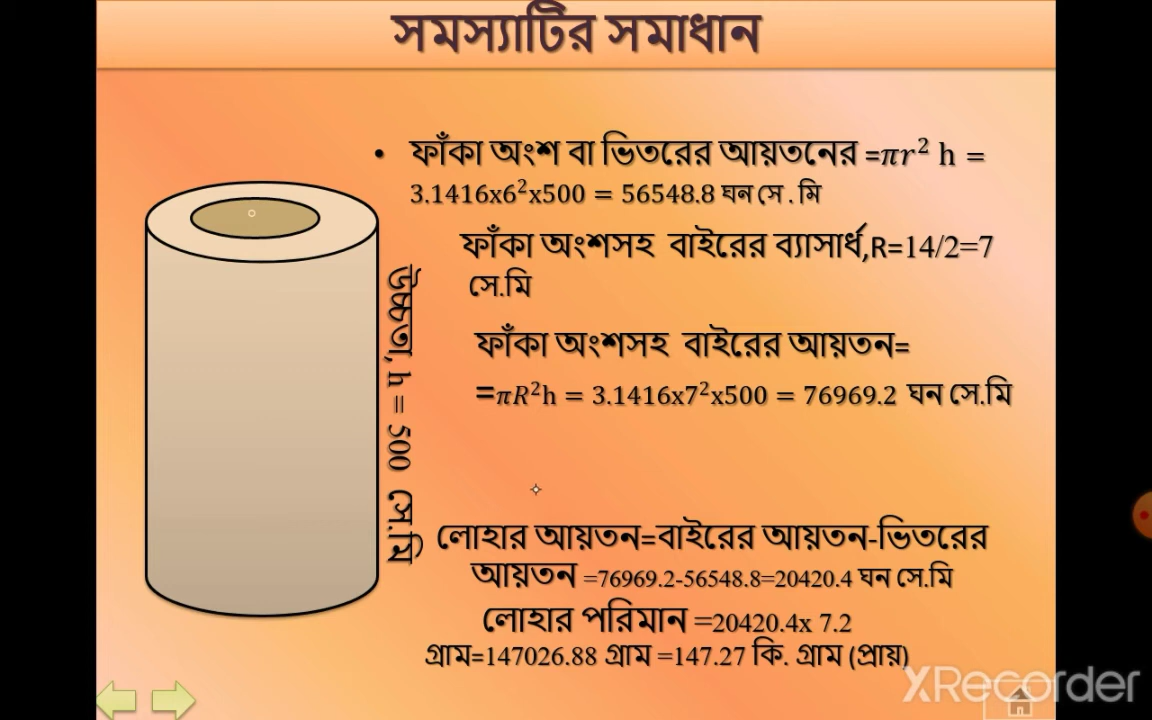 সমস্যাটির সমাধান
• ফাঁকা অংশ বা ভিতরের আয়তনের =πr² h =
3.1416x6²x500 = 56548.8 ঘন সে . মি
ফাঁকা অংশসহ বাইরের ব্যাসার্ধ,R=14/2=7
সে.মি
ফাঁকা অংশসহ বাইরের আয়তন=
=πR²h = 3.1416x7²x500 = 76969.2 ঘন সে.মি
উচ্চতা, h = 500 সে.মি
লোহার আয়তন=বাইরের আয়তন-ভিতরের
আয়তন =76969.2-56548.8=20420.4 ঘন সে.মি
লোহার পরিমান =20420.4x 7.2
গ্রাম=147026.88 গ্রাম =147.27 কি. গ্রাম (প্রায়)
XRecorder